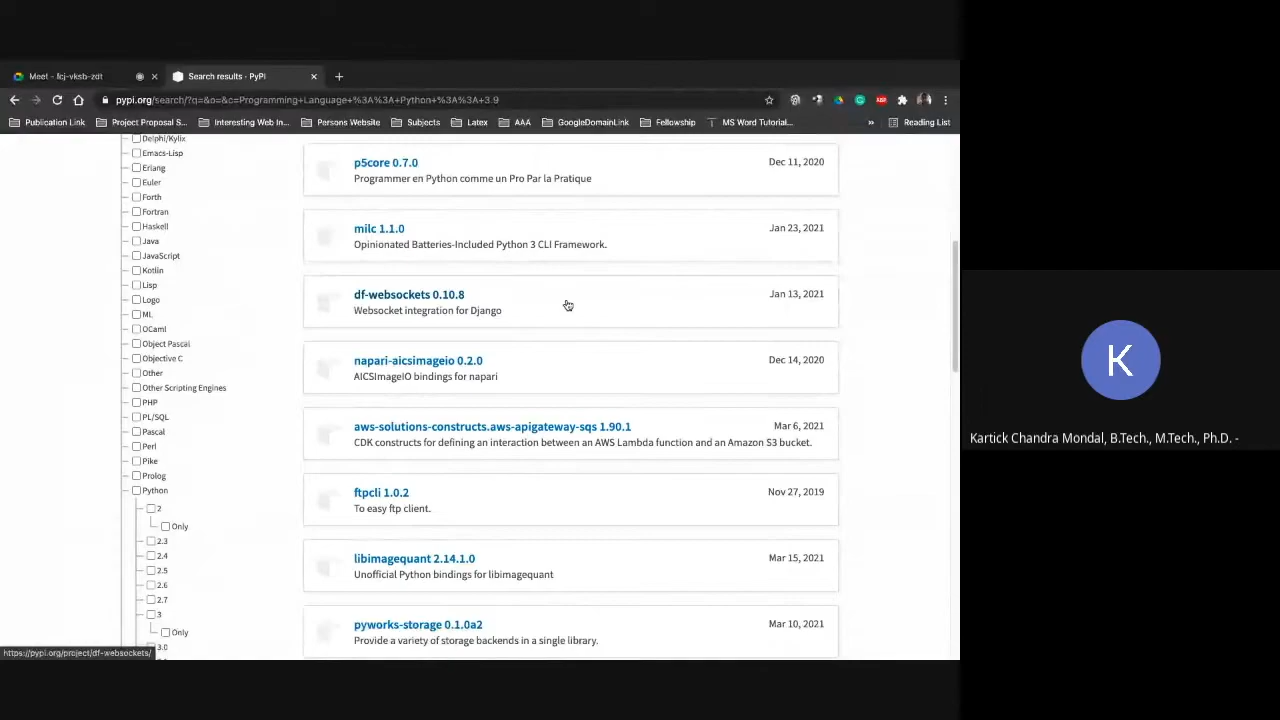 Meet – fcj-vksb-zdt
Search results · PyPI
pypi.org/search/?q=&o=&c=Programming+Language+%3A%3A+Python+%3A%3A+3.9
Publication Link
Project Proposal S...
Interesting Web In...
Persons Website
Subjects
Latex
AAA
GoogleDomainLink
Fellowship
MS Word Tutorial...
»
Reading List
Delphi/Kylix
Emacs-Lisp
Erlang
Euler
Forth
Fortran
Haskell
Java
JavaScript
Kotlin
Lisp
Logo
ML
OCaml
Object Pascal
Objective C
Other
Other Scripting Engines
PHP
PL/SQL
Pascal
Perl
Pike
Prolog
Python
2
Only
2.3
2.4
2.5
2.6
2.7
3
Only
3.0
https://pypi.org/project/df-websockets/
p5core 0.7.0
Dec 11, 2020
Programmer en Python comme un Pro Par la Pratique
milc 1.1.0
Jan 23, 2021
Opinionated Batteries-Included Python 3 CLI Framework.
df-websockets 0.10.8
Jan 13, 2021
Websocket integration for Django
napari-aicsimageio 0.2.0
Dec 14, 2020
AICSImageIO bindings for napari
aws-solutions-constructs.aws-apigateway-sqs 1.90.1
Mar 6, 2021
CDK constructs for defining an interaction between an AWS Lambda function and an Amazon S3 bucket.
ftpcli 1.0.2
Nov 27, 2019
To easy ftp client.
libimagequant 2.14.1.0
Mar 15, 2021
Unofficial Python bindings for libimagequant
pyworks-storage 0.1.0a2
Mar 10, 2021
Provide a variety of storage backends in a single library.
K
Kartick Chandra Mondal, B.Tech., M.Tech., Ph.D. -